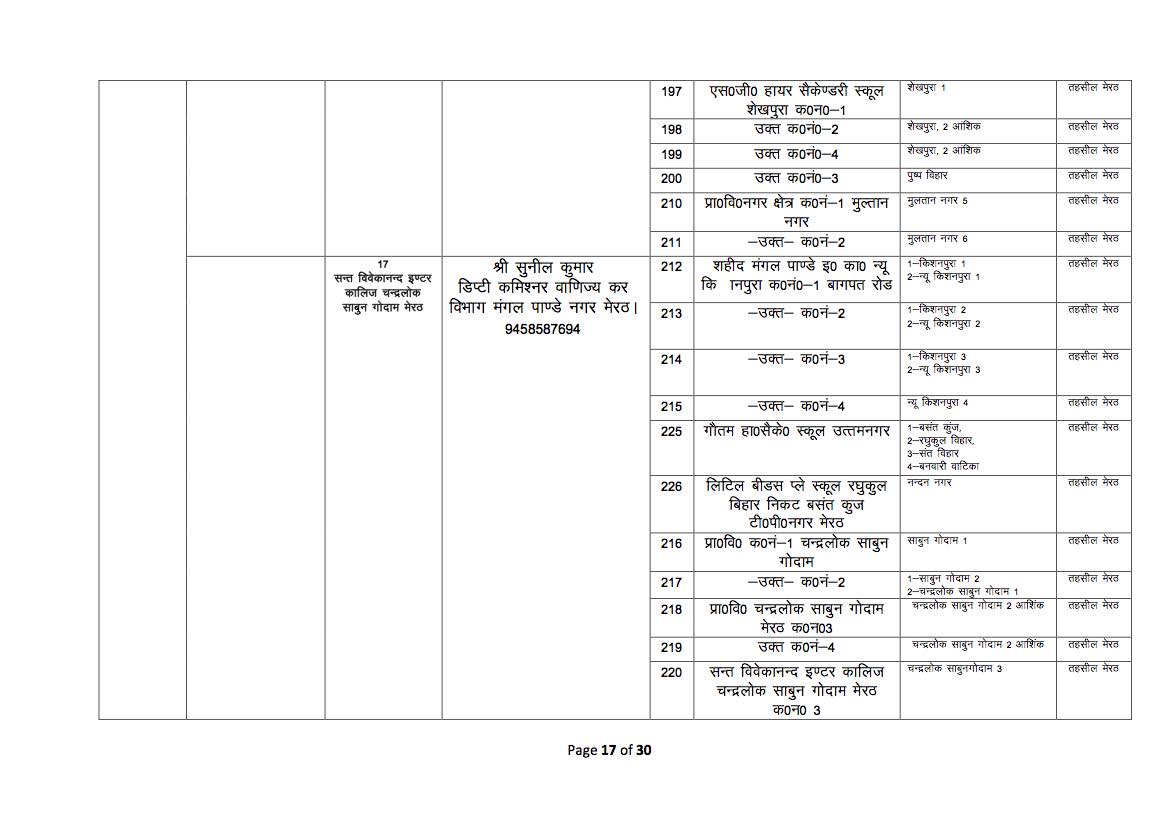 197 एस0जी0 हायर सैकेण्डरी स्कूल शेखपुरा 1 तहसील मेरठ
शेखपुरा क0न0–1
198 उक्त क0नं0–2 शेखपुरा, 2 आंशिक तहसील मेरठ
199 उक्त क0नं0–4 शेखपुरा, 2 आंशिक तहसील मेरठ
200 उक्त क0नं0–3 पुष्प विहार तहसील मेरठ
210 प्रा0वि0नगर क्षेत्र क0नं–1 मुल्तान मुलतान नगर 5 तहसील मेरठ
नगर
211 –उक्त– क0नं–2 मुलतान नगर 6 तहसील मेरठ
17
सन्त विवेकानन्द इण्टर
कालिज चन्द्रलोक
साबुन गोदाम मेरठ
श्री सुनील कुमार
डिप्टी कमिश्नर वाणिज्य कर
विभाग मंगल पाण्डे नगर मेरठ।
9458587694
212 शहीद मंगल पाण्डे इ0 का0 न्यू 1–किशनपुरा 1 तहसील मेरठ
कि नपुरा क0नं0–1 बागपत रोड 2–न्यू किशनपुरा 1
213 –उक्त– क0नं–2 1–किशनपुरा 2 तहसील मेरठ
2–न्यू किशनपुरा 2
214 –उक्त– क0नं–3 1–किशनपुरा 3 तहसील मेरठ
2–न्यू किशनपुरा 3
215 –उक्त– क0नं–4 न्यू किशनपुरा 4 तहसील मेरठ
225 गौतम हा0सैके0 स्कूल उत्तमनगर 1–बसंत कुंज, तहसील मेरठ
2–रघुकुल विहार,
3–संत विहार
4–बनवारी वाटिका
226 लिटिल बीडस प्ले स्कूल रघुकुल नन्दन नगर तहसील मेरठ
बिहार निकट बसंत कुज
टी0पी0नगर मेरठ
216 प्रा0वि0 क0नं–1 चन्द्रलोक साबुन साबुन गोदाम 1 तहसील मेरठ
गोदाम
217 –उक्त– क0नं–2 1–साबुन गोदाम 2 तहसील मेरठ
2–चन्द्रलोक साबुन गोदाम 1
218 प्रा0वि0 चन्द्रलोक साबुन गोदाम चन्द्रलोक साबुन गोदाम 2 आशिंक तहसील मेरठ
मेरठ क0न03
219 उक्त क0नं–4 चन्द्रलोक साबुन गोदाम 2 आशिंक तहसील मेरठ
220 सन्त विवेकानन्द इण्टर कालिज चन्द्रलोक साबुनगोदाम 3 तहसील मेरठ
चन्द्रलोक साबुन गोदाम मेरठ
क0न0 3
Page 17 of 30